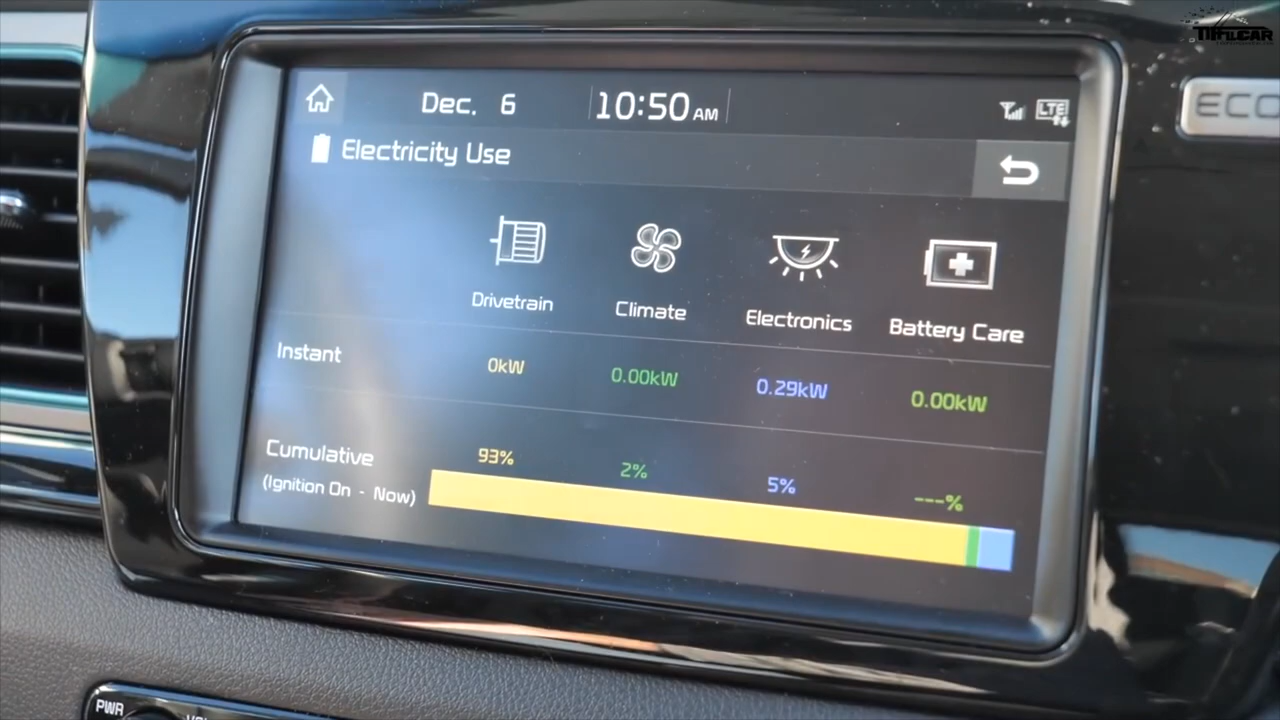 TFLCAR
ECO
Dec. 6 10:50 AM LTE
Electricity Use
Drivetrain Climate Electronics Battery Care
Instant 0kW 0.00kW 0.29kW 0.00kW
Cumulative 93% 2% 5% ---%
(Ignition On - Now)
PWR